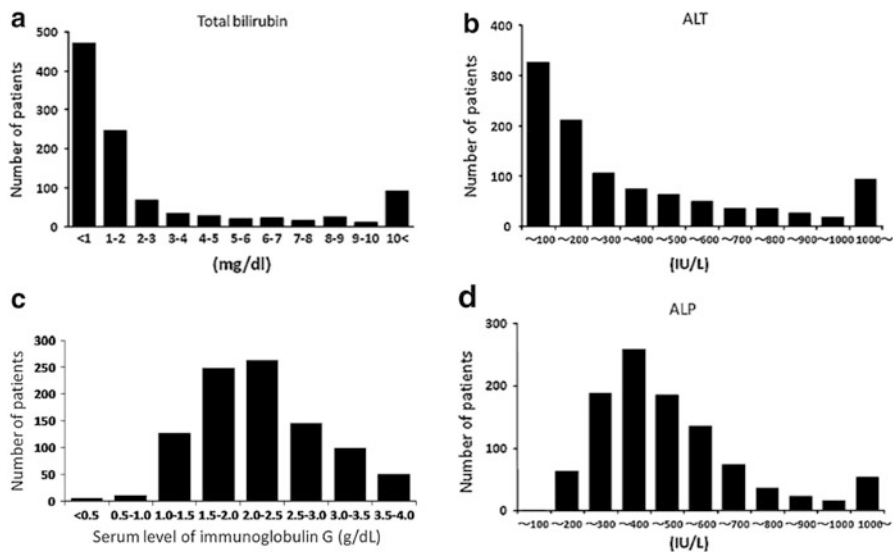 a
Total bilirubin
Number of patients
500
400
300
200
100
0
<1 1-2 2-3 3-4 4-5 5-6 6-7 7-8 8-9 9-10 10<
(mg/dl)
b
ALT
Number of patients
400
300
200
100
0
～100 ～200 ～300 ～400 ～500 ～600 ～700 ～800 ～900 ～1000 1000～
(IU/L)
c
Number of patients
300
250
200
150
100
50
0
<0.5 0.5-1.0 1.0-1.5 1.5-2.0 2.0-2.5 2.5-3.0 3.0-3.5 3.5-4.0
Serum level of immunoglobulin G (g/dL)
d
ALP
Number of patients
300
200
100
0
～100 ～200 ～300 ～400 ～500 ～600 ～700 ～800 ～900 ～1000 1000～
(IU/L)